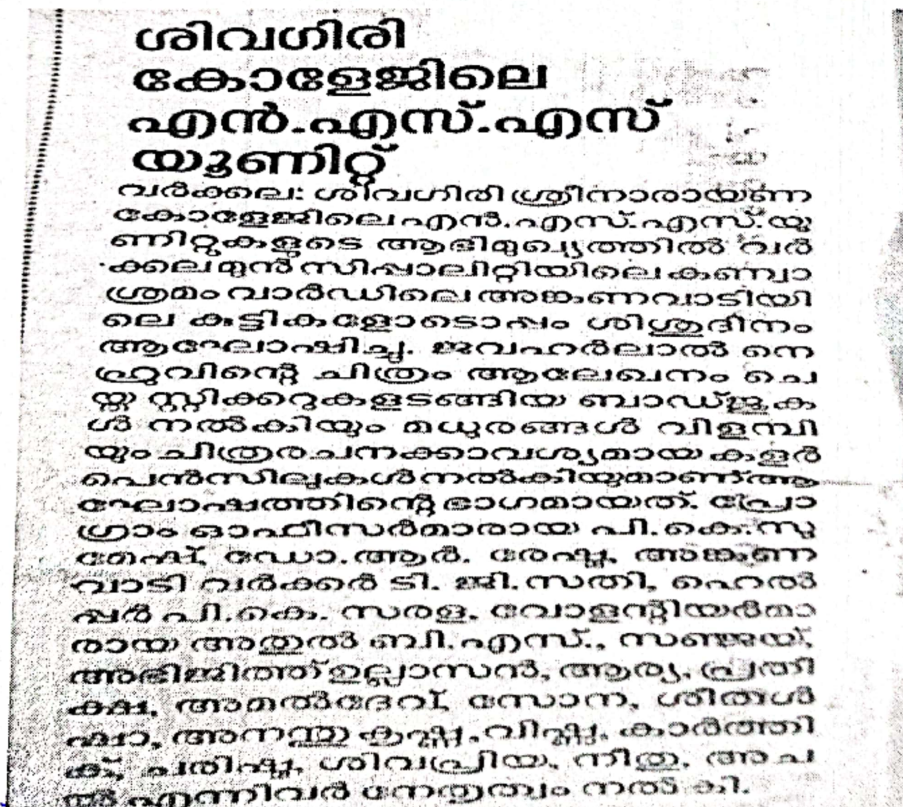 ശിവഗിരി
കോളേജിലെ
എൻ.എസ്.എസ്
യൂണിറ്റ്
വർക്കല: ശിവഗിരി ശ്രീനാരായണ
കോളേജിലെ എൻ.എസ്.എസ്.യൂ
ണിറ്റുകളുടെ ആഭിമുഖ്യത്തിൽ വർ
ക്കല മുൻസിപ്പാലിറ്റിയിലെ കണ്വാ
ശ്രമം വാർഡിലെ അങ്കണവാടിയി
ലെ കുട്ടികളോടൊപ്പം ശിശുദിനം
ആഘോഷിച്ചു. ജവഹർലാൽ നെ
ഹ്രുവിന്റെ ചിത്രം ആലേഖനം ചെ
യ്ത സ്റ്റിക്കറുകളടങ്ങിയ ബാഡ്ജുക
ൾ നൽകിയും മധുരങ്ങൾ വിളമ്പി
യും ചിത്രരചനക്കാവശ്യമായ കളർ
പെൻസിലുകൾ നൽകിയുമാണ് ആ
ഘോഷത്തിന്റെ ഭാഗമായത്. പ്രോ
ഗ്രാം ഓഫീസർമാരായ പി.കെ.സു
മേഷ്, ഡോ.ആർ. രേഷ്മ, അങ്കണ
വാടി വർക്കർ ടി. ജി.സതി, ഹെൽ
പ്പർ പി.കെ. സരള, വോളന്റിയർമാ
രായ അതുൽ ബി.എസ്., സഞ്ജയ്,
അഭിജിത്ത് ഉല്ലാസൻ, ആര്യ, പ്രതി
ക്ഷ, അമൽദേവ്, സോന, ശീതൾ
ഷാ, അനന്തു കൃഷ്ണ, വിഷ്ണു, കാർത്തി
ക്, ശിവപ്രിയ, നീതു, അച
ൽ എന്നിവർ നേതൃത്വം നൽകി.